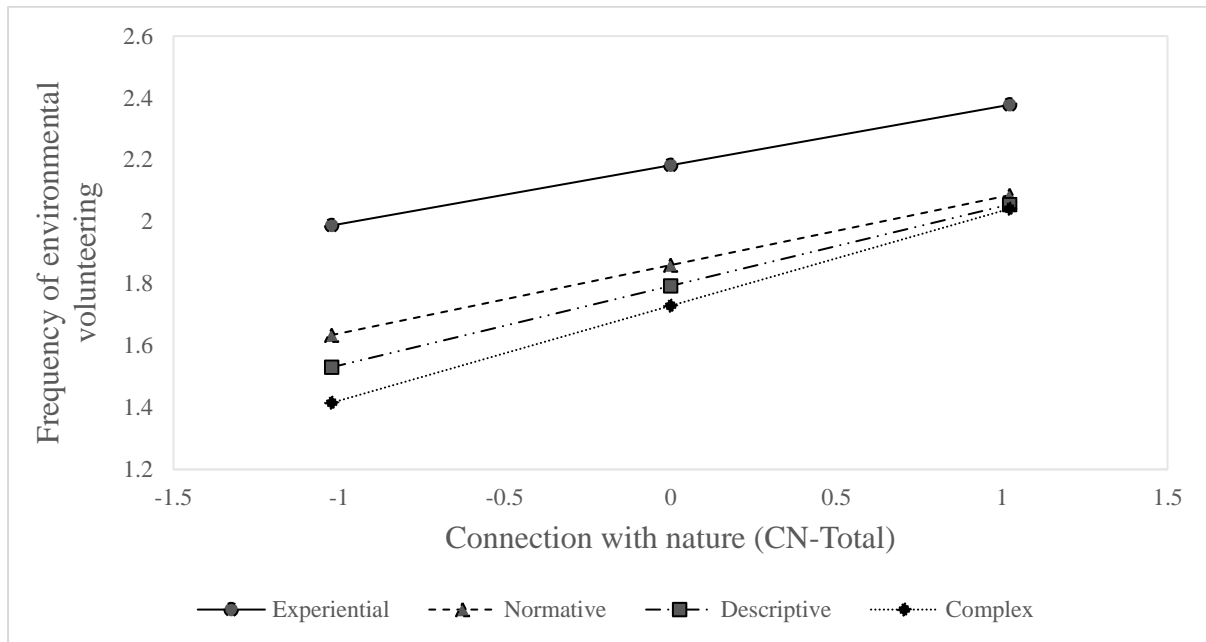 2.6
2.4
2.2
2
1.8
1.6
1.4
1.2
Frequency of environmental
volunteering
-1.5 -1 -0.5 0 0.5 1 1.5
Connection with nature (CN-Total)
Experiential Normative Descriptive Complex